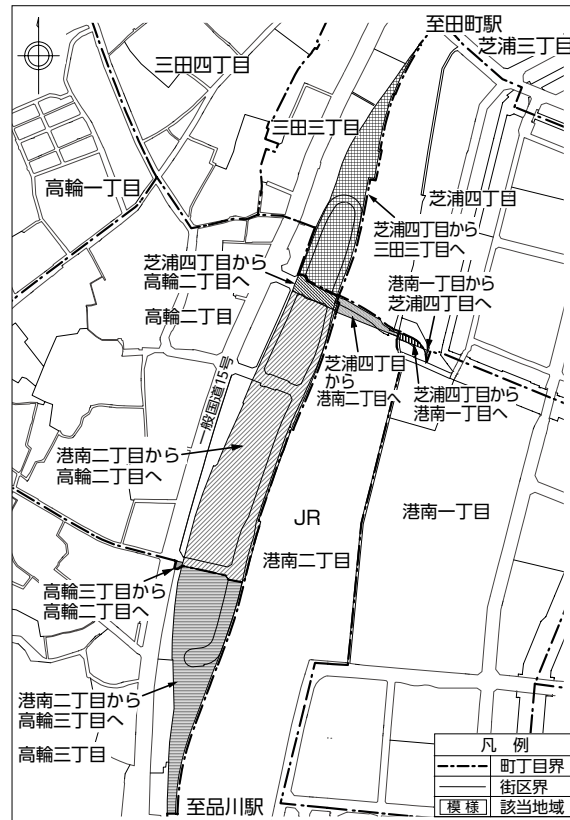 至田町駅
芝浦三丁目
三田四丁目
三田三丁目
高輪一丁目
芝浦四丁目
芝浦四丁目から
三田三丁目へ
芝浦四丁目から
高輪二丁目へ
港南一丁目から
芝浦四丁目へ
高輪二丁目
一般国道15号
芝浦四丁目
から
港南二丁目へ
芝浦四丁目から
港南一丁目へ
港南二丁目から
高輪二丁目へ
JR
港南一丁目
港南二丁目
高輪三丁目から
高輪二丁目へ
港南二丁目から
高輪三丁目へ
高輪三丁目
至品川駅
凡 例
町丁目界
街区界
模様 該当地域